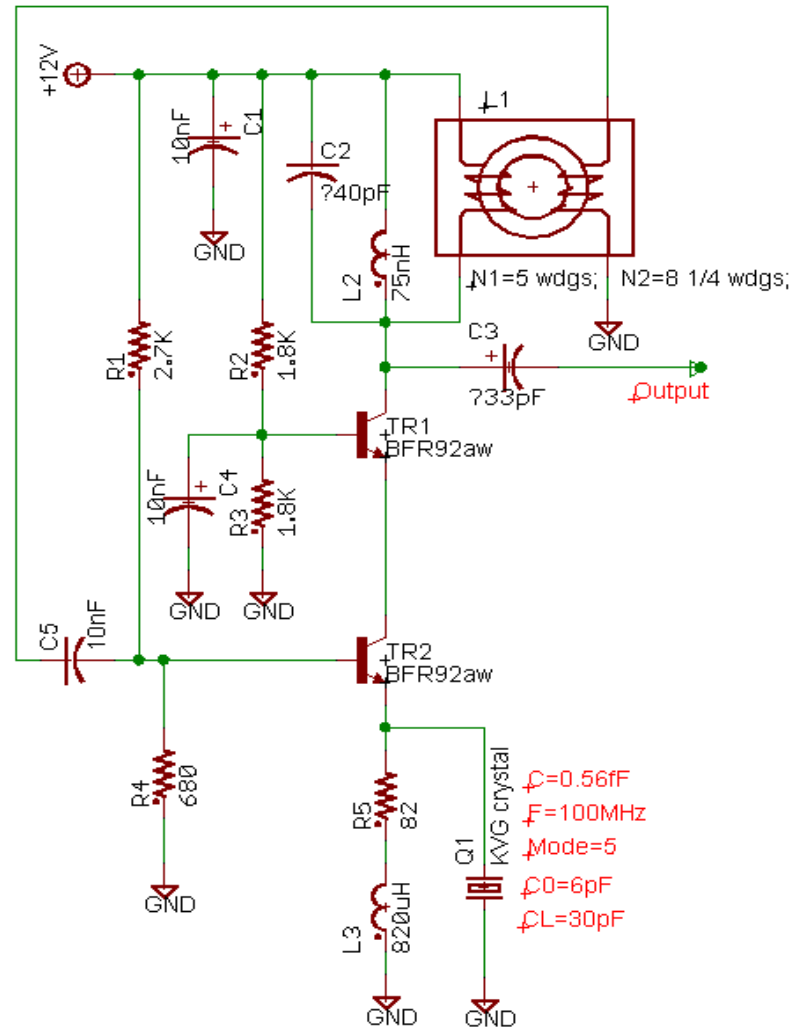 +12V
10nF
C1
C2
?40pF
L1
L2
75nH
N1=5 wdgs;
N2=8 1/4 wdgs;
GND
GND
R1
2.7K
R2
1.8K
C3
?33pF
Output
TR1
BFR92aw
10nF
C4
R3
1.8K
GND
GND
C5
10nF
TR2
BFR92aw
R4
680
GND
R5
82
L3
820uH
GND
Q1
KVG crystal
C=0.56fF
F=100MHz
Mode=5
C0=6pF
CL=30pF
GND